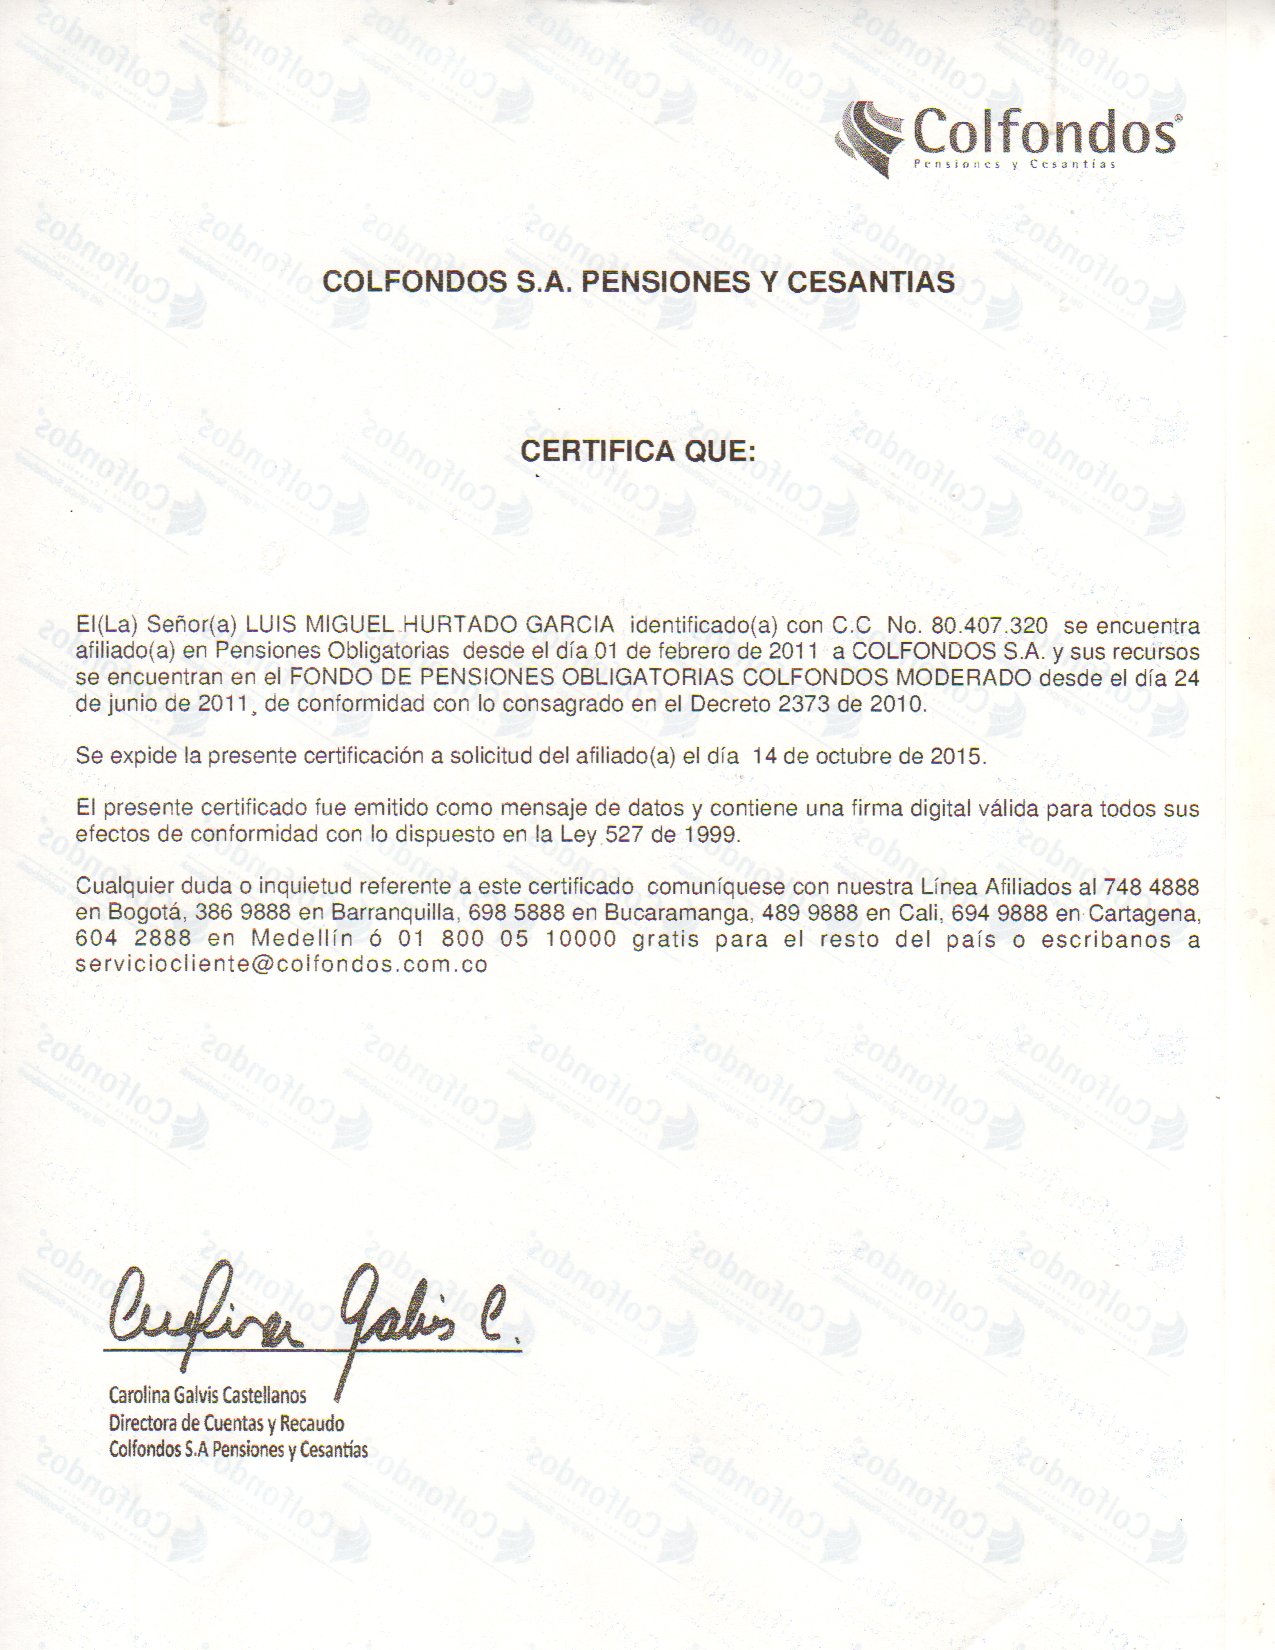 Colfondos®
Pensiones y Cesantías
COLFONDOS S.A. PENSIONES Y CESANTIAS
CERTIFICA QUE:
El(La) Señor(a) LUIS MIGUEL HURTADO GARCIA identificado(a) con C.C No. 80.407.320 se encuentra
afiliado(a) en Pensiones Obligatorias desde el día 01 de febrero de 2011 a COLFONDOS S.A. y sus recursos
se encuentran en el FONDO DE PENSIONES OBLIGATORIAS COLFONDOS MODERADO desde el día 24
de junio de 2011, de conformidad con lo consagrado en el Decreto 2373 de 2010.
Se expide la presente certificación a solicitud del afiliado(a) el día 14 de octubre de 2015.
El presente certificado fue emitido como mensaje de datos y contiene una firma digital válida para todos sus
efectos de conformidad con lo dispuesto en la Ley 527 de 1999.
Cualquier duda o inquietud referente a este certificado comuníquese con nuestra Línea Afiliados al 748 4888
en Bogotá, 386 9888 en Barranquilla, 698 5888 en Bucaramanga, 489 9888 en Cali, 694 9888 en Cartagena,
604 2888 en Medellín ó 01 800 05 10000 gratis para el resto del país o escribanos a
serviciocliente@colfondos.com.co
Carolina Galvis C.
Carolina Galvis Castellanos
Directora de Cuentas y Recaudo
Colfondos S.A Pensiones y Cesantías